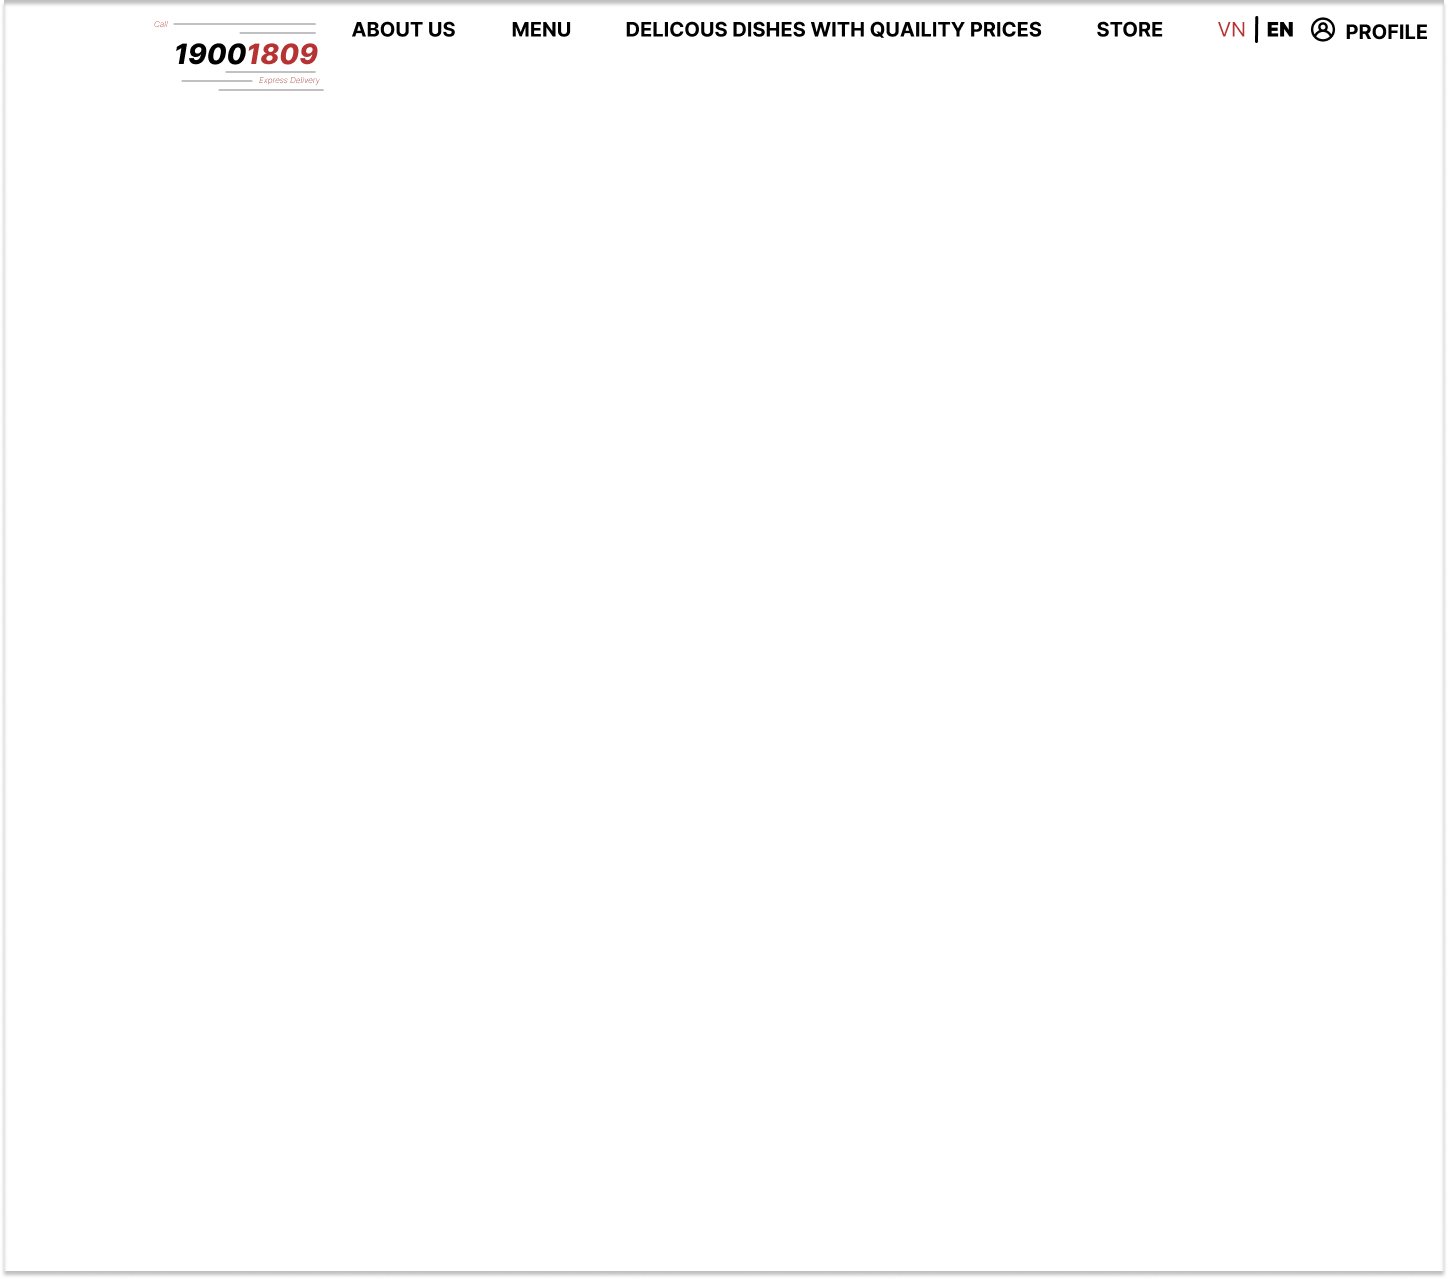 Call
19001809
Express Delivery
ABOUT US
MENU
DELICOUS DISHES WITH QUAILITY PRICES
STORE
VN | EN
PROFILE